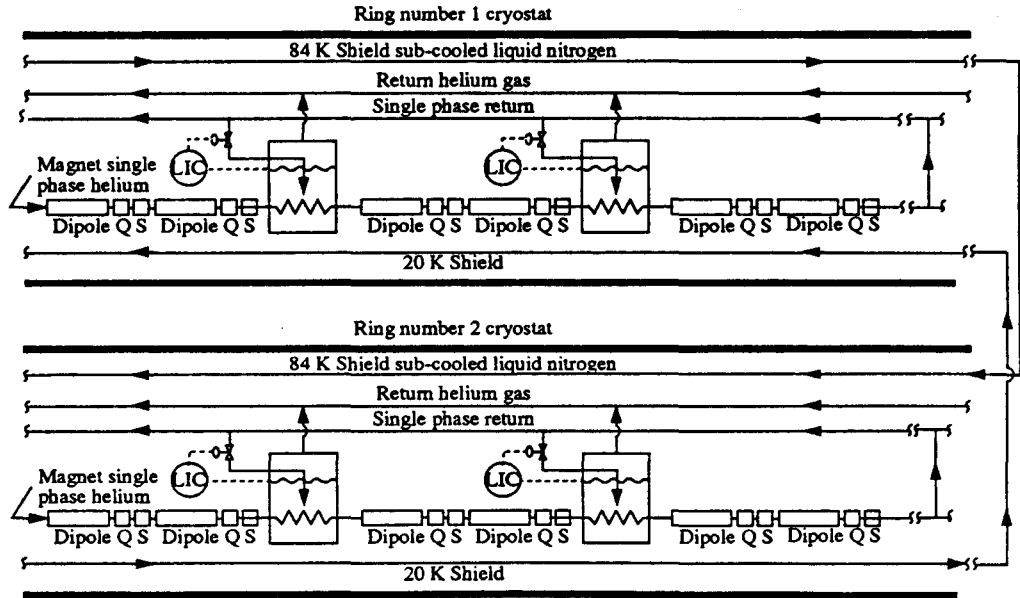 Ring number 1 cryostat
84 K Shield sub-cooled liquid nitrogen
Return helium gas
Single phase return
LIC
LIC
Magnet single
phase helium
Dipole Q S Dipole Q S Dipole Q S Dipole Q S Dipole Q S Dipole Q S
20 K Shield
Ring number 2 cryostat
84 K Shield sub-cooled liquid nitrogen
Return helium gas
Single phase return
LIC
LIC
Magnet single
phase helium
Dipole Q S Dipole Q S Dipole Q S Dipole Q S Dipole Q S Dipole Q S
20 K Shield